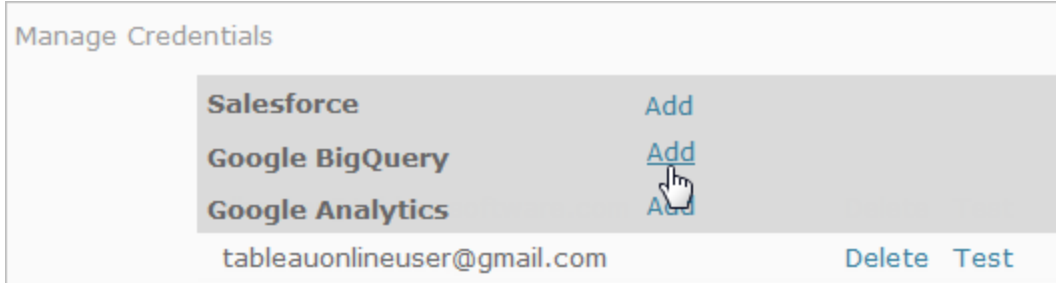 Manage Credentials
Salesforce Add
Google BigQuery Add
Google Analytics Add
tableauonlineuser@gmail.com Delete Test